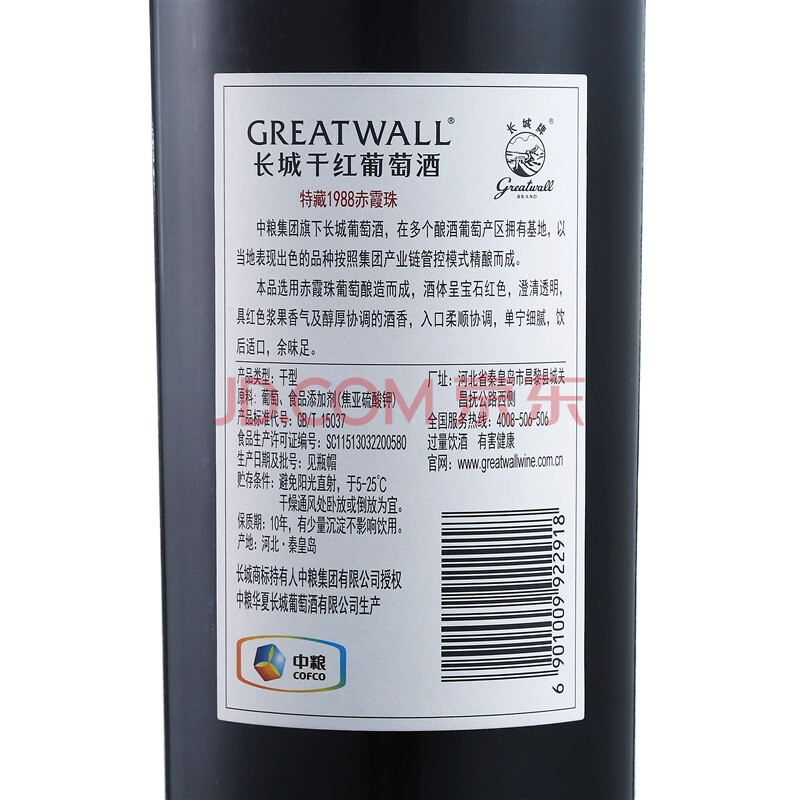 GREATWALL®
长城干红葡萄酒
长城牌®
Greatwall
BRAND
特藏1988赤霞珠
中粮集团旗下长城葡萄酒，在多个酿酒葡萄产区拥有基地，以
当地表现出色的品种按照集团产业链管控模式精酿而成。
本品选用赤霞珠葡萄酿造而成，酒体呈宝石红色，澄清透明，
具红色浆果香气及醇厚协调的酒香，入口柔顺协调，单宁细腻，饮
后适口，余味足。
产品类型：干型
原料：葡萄、食品添加剂(焦亚硫酸钾)
产品标准代号：GB/T 15037
食品生产许可证编号：SC11513032200580
生产日期及批号：见瓶帽
贮存条件：避免阳光直射，于5-25℃
干燥通风处卧放或倒放为宜。
保质期：10年，有少量沉淀不影响饮用。
产地：河北·秦皇岛
厂址：河北省秦皇岛市昌黎县城关
昌抚公路西侧
全国服务热线：4008-506-506
过量饮酒 有害健康
官网：www.greatwallwine.com.cn
长城商标持有人中粮集团有限公司授权
中粮华夏长城葡萄酒有限公司生产
中粮
COFCO
6 901009 922918
JD.COM 京东